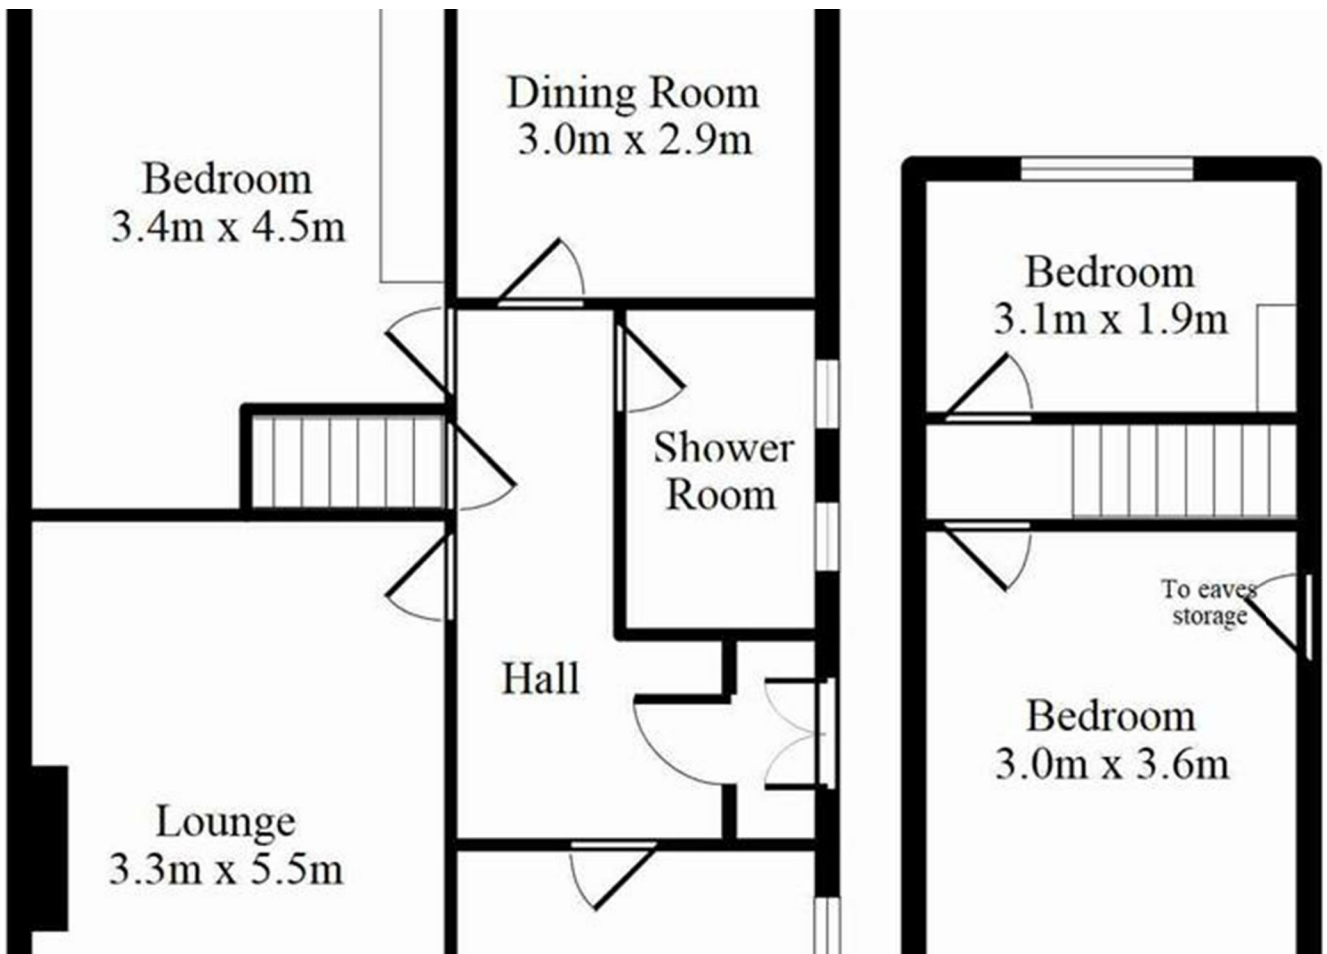 Dining Room
3.0m x 2.9m
Bedroom
3.4m x 4.5m
Shower
Room
Hall
Lounge
3.3m x 5.5m
Bedroom
3.1m x 1.9m
To eaves
storage
Bedroom
3.0m x 3.6m